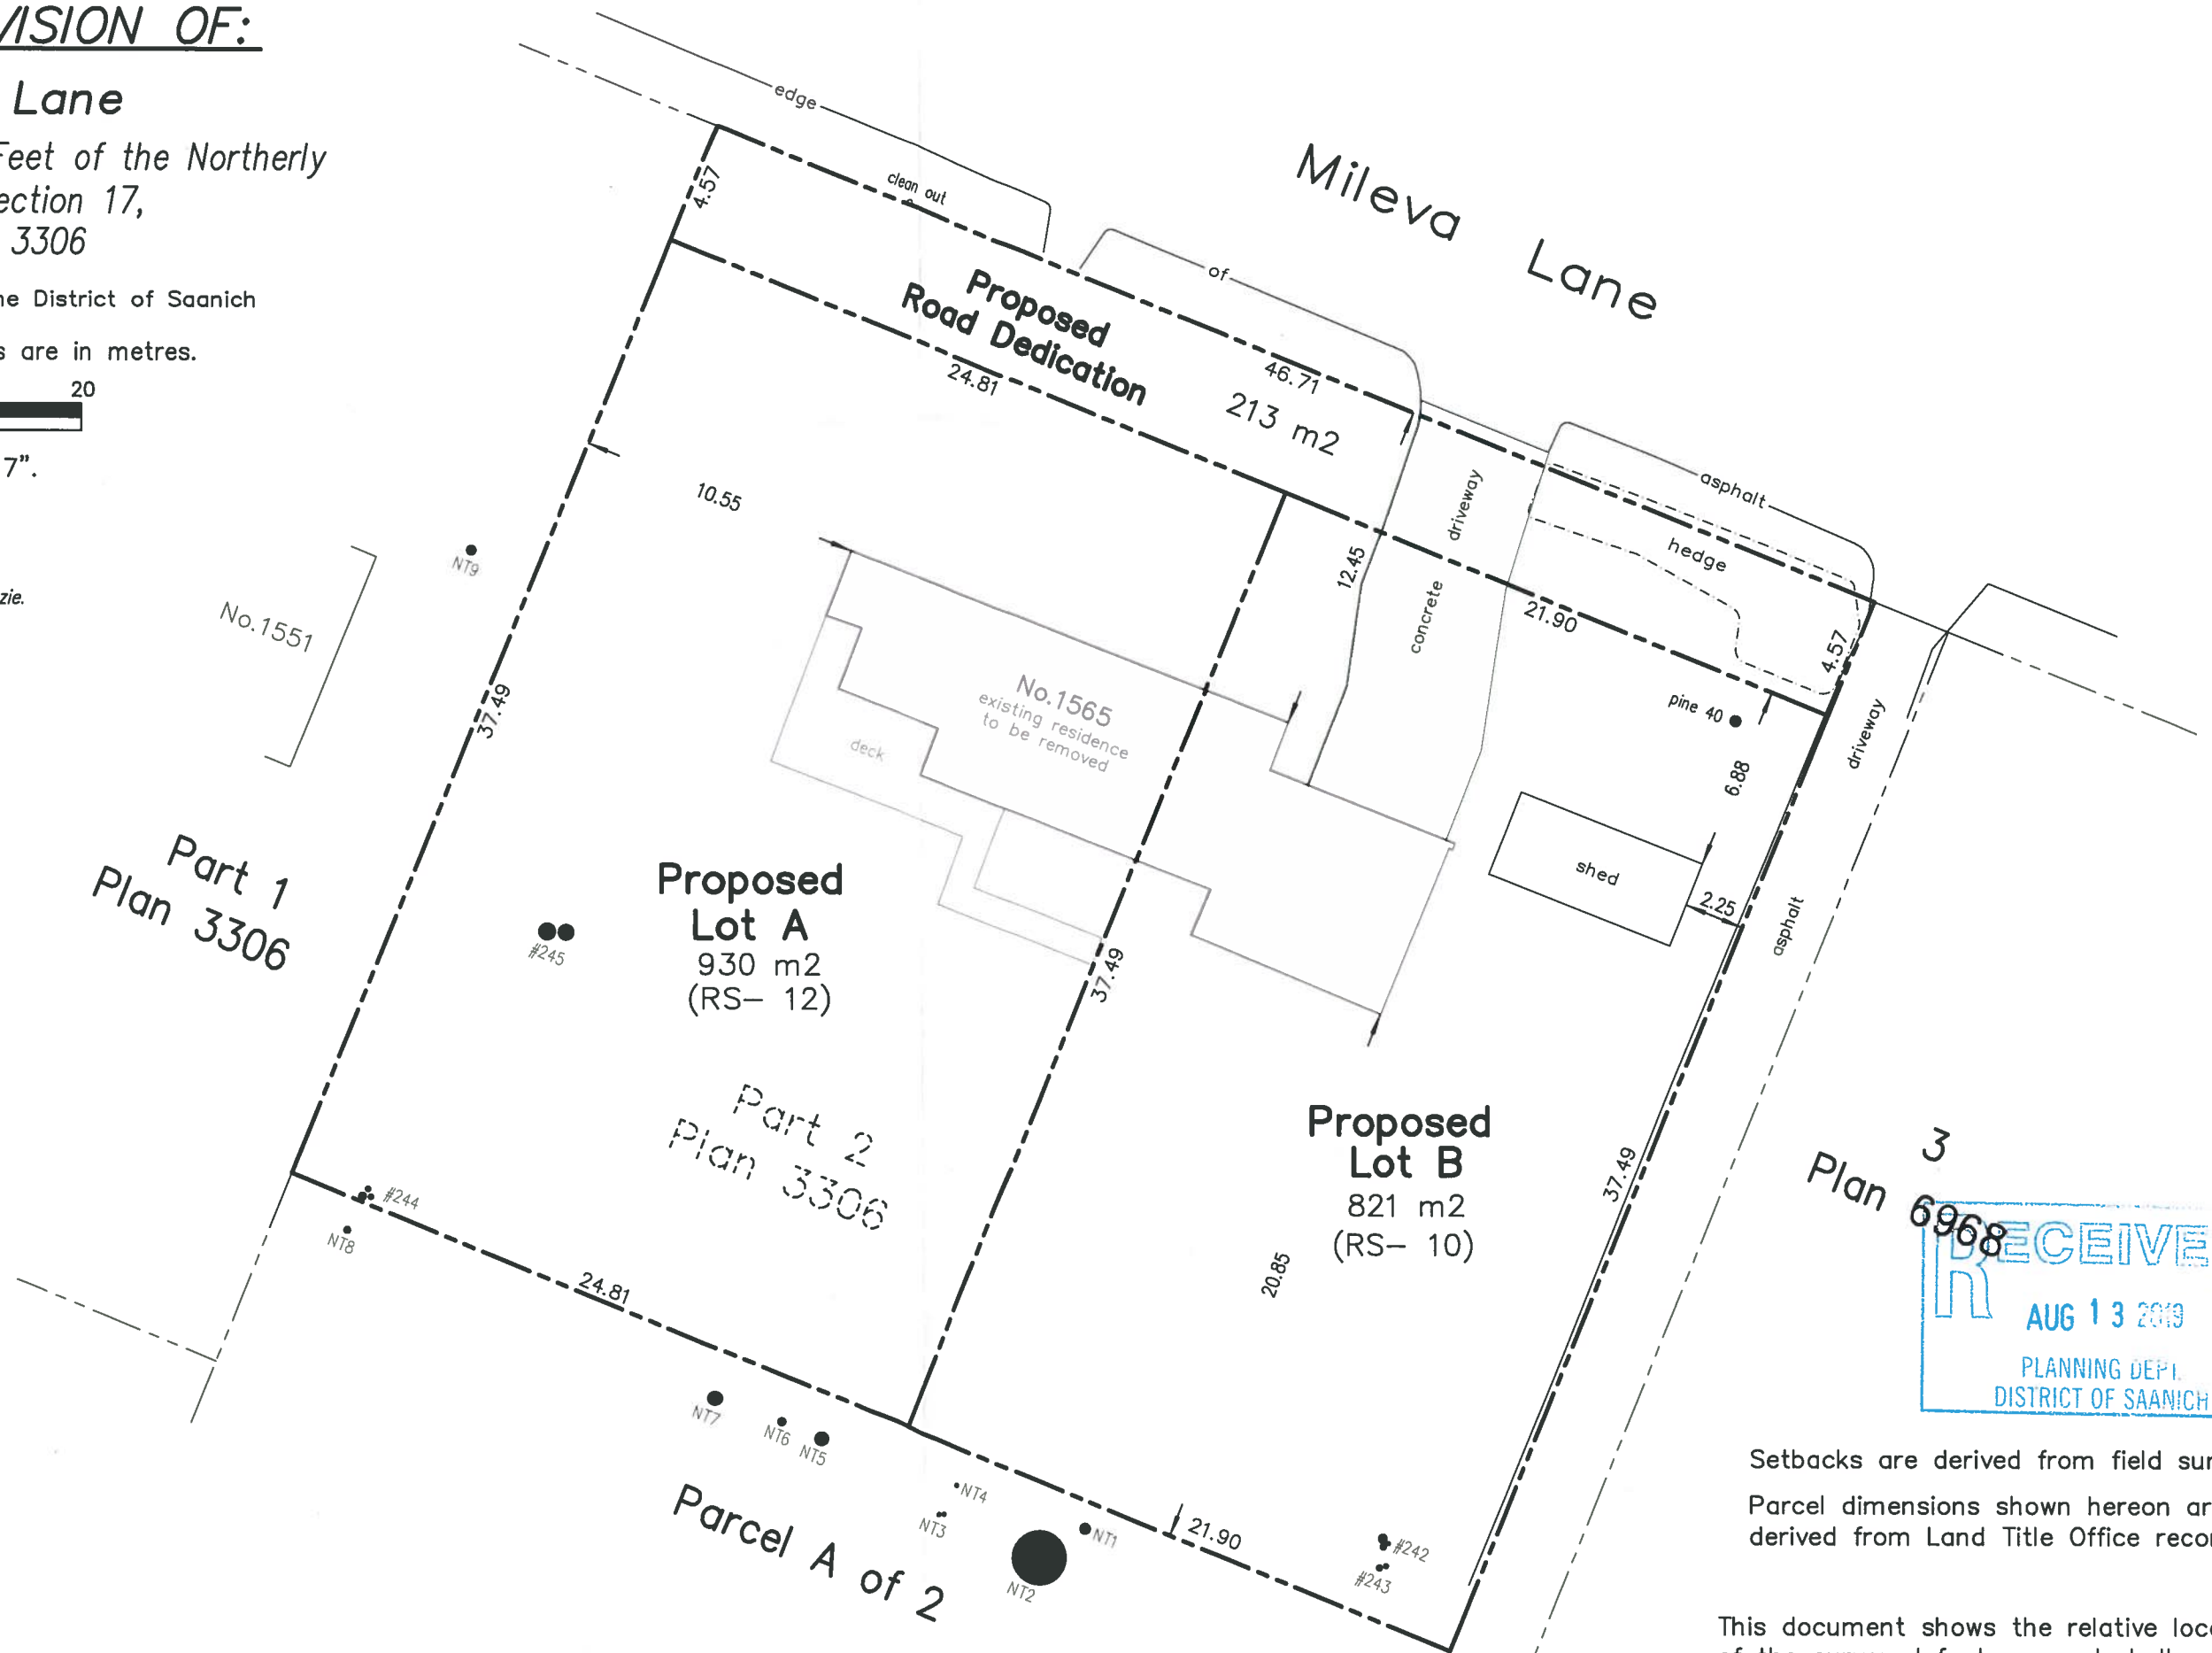 VISION OF:
Lane
Feet of the Northerly
ection 17,
3306
ne District of Saanich
s are in metres.
20
7".
zie.
edge
clean out
4.57
Mileva Lane
of
Proposed
Road Dedication
213 m2
46.71
24.81
asphalt
driveway
concrete
hedge
12.45
21.90
4.57
pine 40
6.88
driveway
asphalt
10.55
NT9
No.1551
37.49
No.1565
existing residence
to be removed
deck
shed
2.25
Part 1
Plan 3306
#245
Proposed
Lot A
930 m2
(RS- 12)
37.49
Part 2
Plan 3306
Proposed
Lot B
821 m2
(RS- 10)
20.85
37.49
3
Plan 6968
RECEIVE
AUG 13 2019
PLANNING DEPT.
DISTRICT OF SAANICH
#244
NT8
24.81
NT7
NT6
NT5
NT4
NT3
NT2
NT1
21.90
#242
#243
Parcel A of 2
Setbacks are derived from field sur
Parcel dimensions shown hereon ar
derived from Land Title Office recor
This document shows the relative loc